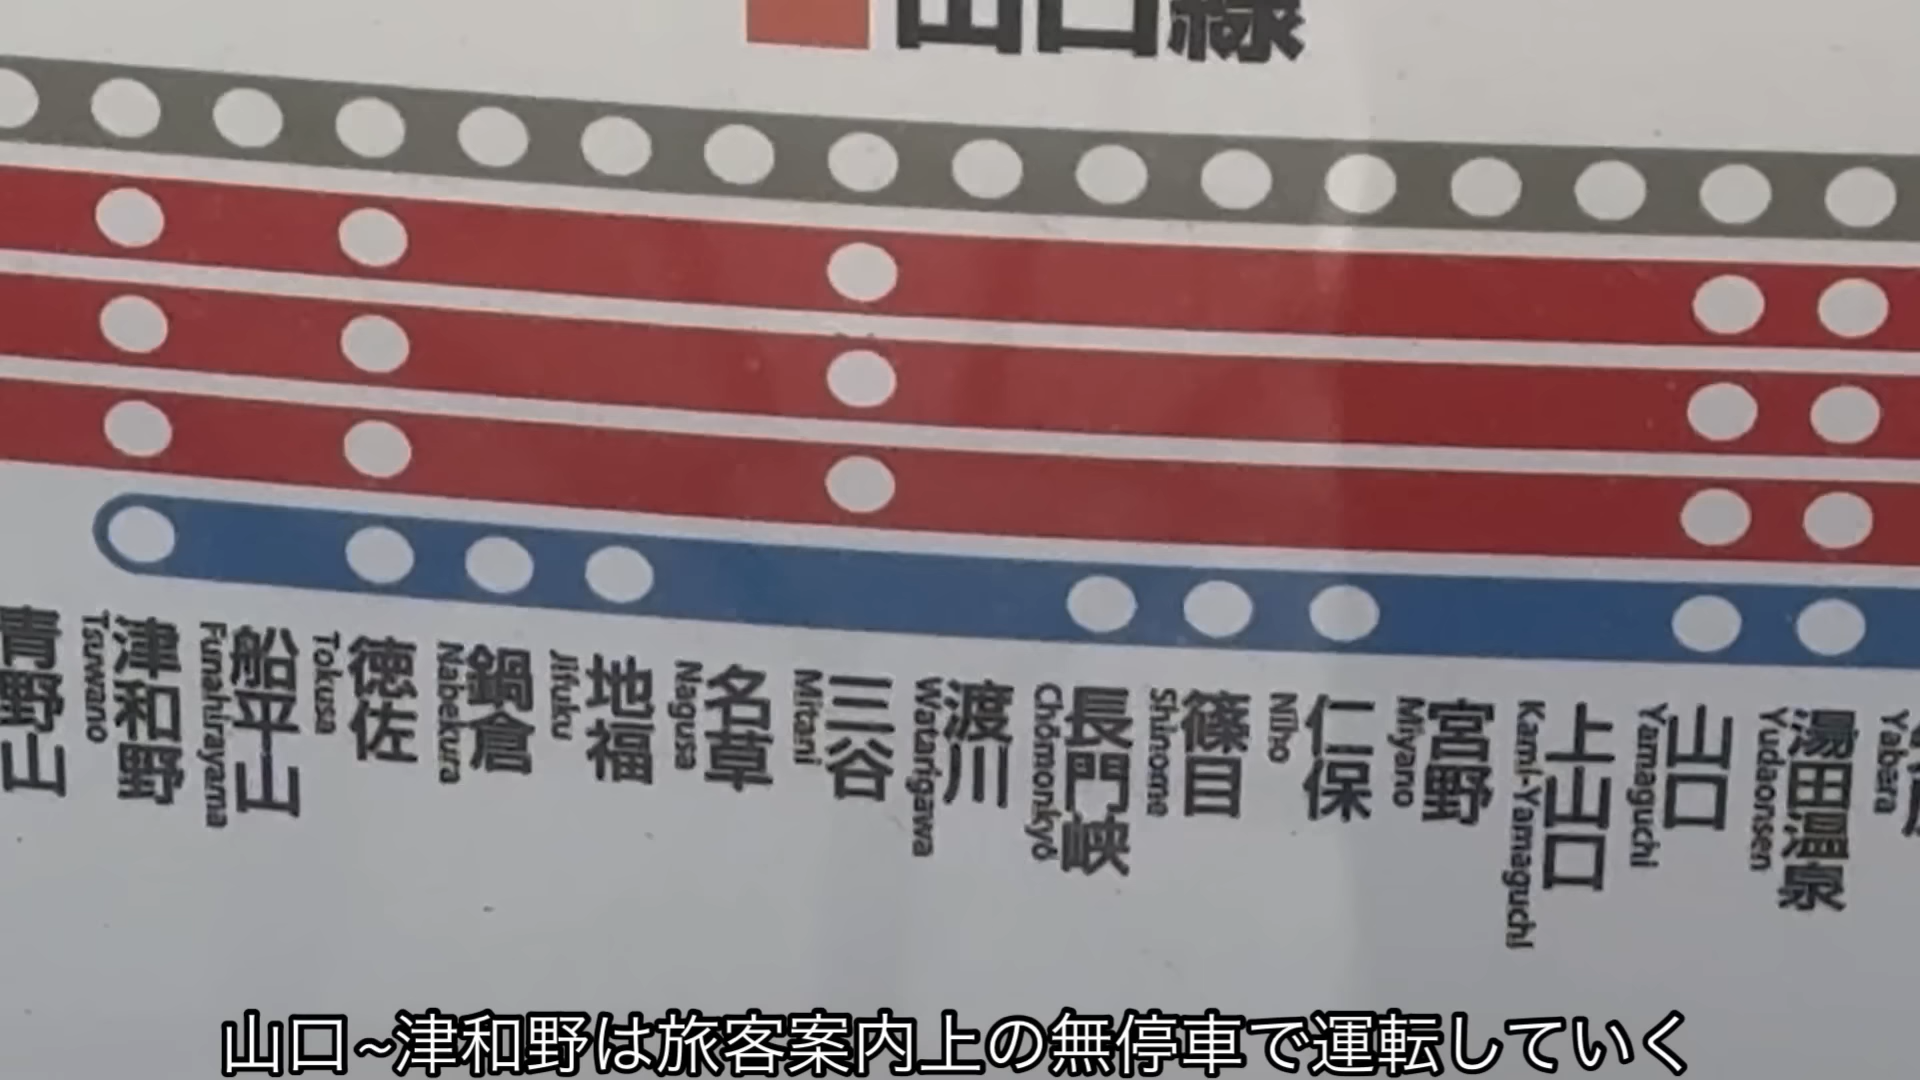 山口線
青野山
津和野
Tsuwano
船平山
Funahirayama
徳佐
Tokusa
鍋倉
Nabekura
地福
Jifuku
名草
Nagusa
三谷
Mitani
渡川
Watarigawa
長門峡
Chōmonkyō
篠目
Shinome
仁保
Niho
宮野
Miyano
上山口
Kami-Yamaguchi
山口
Yamaguchi
湯田温泉
Yudaonsen
Yabara
山口~津和野は旅客案内上の無停車で運転していく